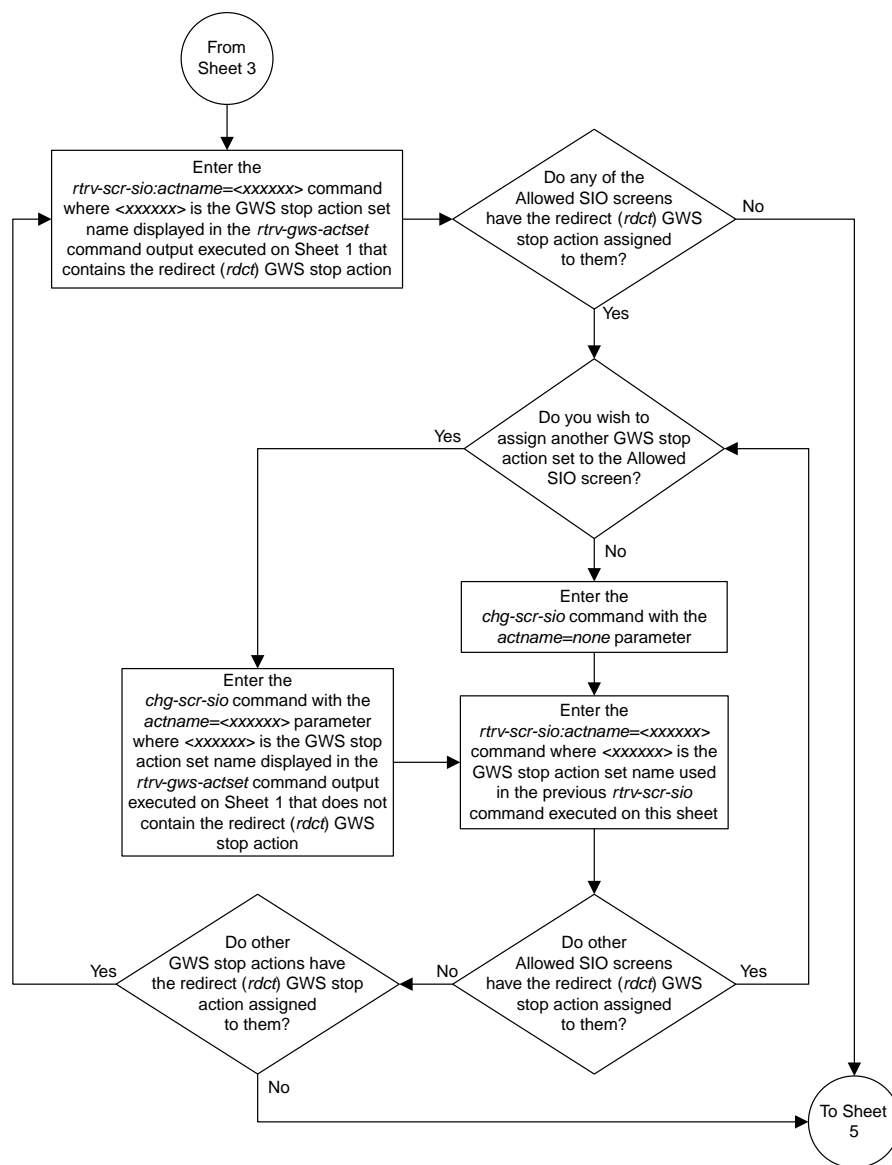 From
Sheet 3
Enter the
rtrv-scr-sio:actname=<xxxxxx> command
where <xxxxxx> is the GWS stop action set
name displayed in the rtrv-gws-actset
command output executed on Sheet 1 that
contains the redirect (rdct) GWS stop action
Do any of the
Allowed SIO screens
have the redirect (rdct) GWS
stop action assigned
to them?
No
Yes
Do you wish to
assign another GWS stop
action set to the Allowed
SIO screen?
Yes
No
Enter the
chg-scr-sio command with the
actname=none parameter
Enter the
chg-scr-sio command with the
actname=<xxxxxx> parameter
where <xxxxxx> is the GWS stop
action set name displayed in the
rtrv-gws-actset command output
executed on Sheet 1 that does not
contain the redirect (rdct) GWS
stop action
Enter the
rtrv-scr-sio:actname=<xxxxxx>
command where <xxxxxx> is the
GWS stop action set name used
in the previous rtrv-scr-sio
command executed on this sheet
Do other
Allowed SIO screens
have the redirect (rdct) GWS
stop action assigned
to them?
Yes
No
Do other
GWS stop actions have
the redirect (rdct) GWS stop
action assigned
to them?
Yes
No
To Sheet
5